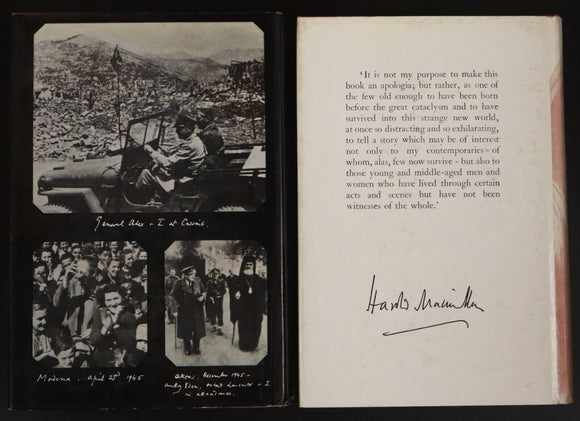 General Alex - I at Cassino.
Modena. April 25th 1945
December 1945 -
Eden, - I
in attendance.
'It is not my purpose to make this
book an apologia; but rather, as one of
the few old enough to have been born
before the great cataclysm and to have
survived into this strange new world,
at once so distracting and so exhilarating,
to tell a story which may be of interest
not only to my contemporaries - of
whom, alas, few now survive - but also to
those young and middle-aged men and
women who have lived through certain
acts and scenes but have not been
witnesses of the whole.'
Harold Macmillan